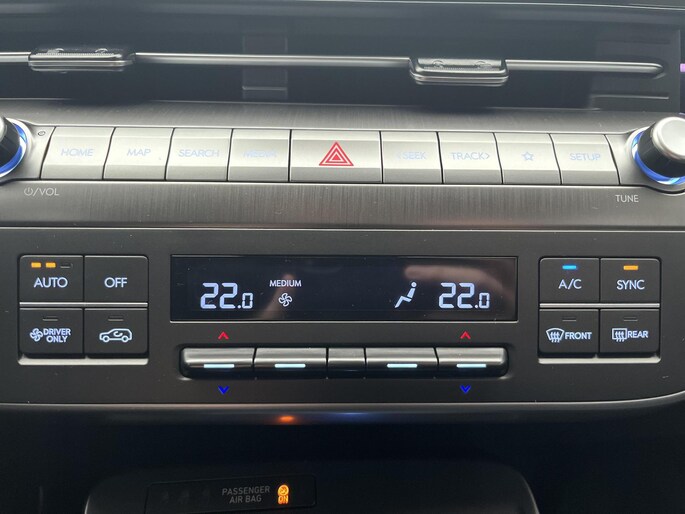 HOME MAP SEARCH MEDIA <SEEK TRACK> SETUP
/VOL TUNE
AUTO OFF 22.0 MEDIUM 22.0 A/C SYNC
DRIVER ONLY FRONT REAR
PASSENGER
AIR BAG ON